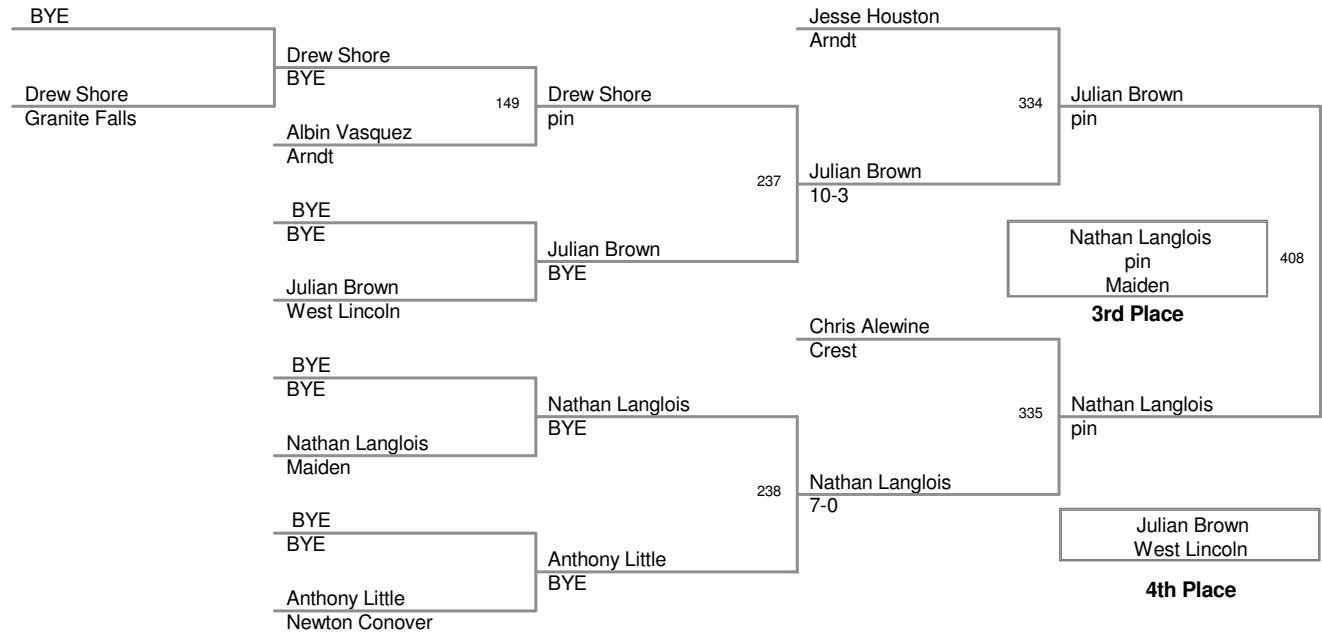 BYE
Drew Shore
Granite Falls
Drew Shore
BYE
149
Albin Vasquez
Arndt
BYE
BYE
Julian Brown
West Lincoln
BYE
BYE
Nathan Langlois
Maiden
BYE
BYE
Anthony Little
Newton Conover
Drew Shore
pin
237
Julian Brown
BYE
Nathan Langlois
BYE
238
Anthony Little
BYE
Jesse Houston
Arndt
334
Julian Brown
10-3
Chris Alewine
Crest
335
Nathan Langlois
7-0
Julian Brown
pin
Nathan Langlois
pin
Maiden
408
3rd Place
Nathan Langlois
pin
Julian Brown
West Lincoln
4th Place